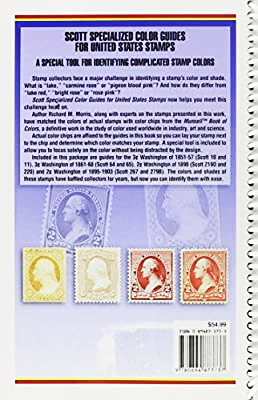 SCOTT SPECIALIZED COLOR GUIDES
FOR UNITED STATES STAMPS
A SPECIAL TOOL FOR IDENTIFYING COMPLICATED STAMP COLORS
Stamp collectors face a major challenge in identifying a stamp's color and shade.
What is "lake," "carmine rose" or "pigeon blood pink"? And how do they differ from
"lake red," "bright rose" or "rose pink"?
Scott Specialized Color Guides for United States Stamps now helps you meet this
challenge head on.
Author Richard M. Morris, along with experts on the stamps presented in this work,
have matched the colors of actual stamps with color chips from the Munsell Book of
Colors, a definitive work in the study of color used worldwide in industry, art and science.
Actual color chips are affixed to the guides in this book so you can lay your stamp next
to the chip and determine which color matches your stamp. A special tool is included to
allow you to focus solely on the color without being distracted by the design.
Included in this package are guides for the 3¢ Washington of 1851-57 (Scott 10 and
11), 3¢ Washington of 1861-68 (Scott 64 and 65), 2¢ Washington of 1890 (Scott 219D and
220) and 2¢ Washington of 1895-1903 (Scott 267 and 279B). The colors and shades of
these stamps have baffled collectors for years, but now you can identify them with ease.
$54.99